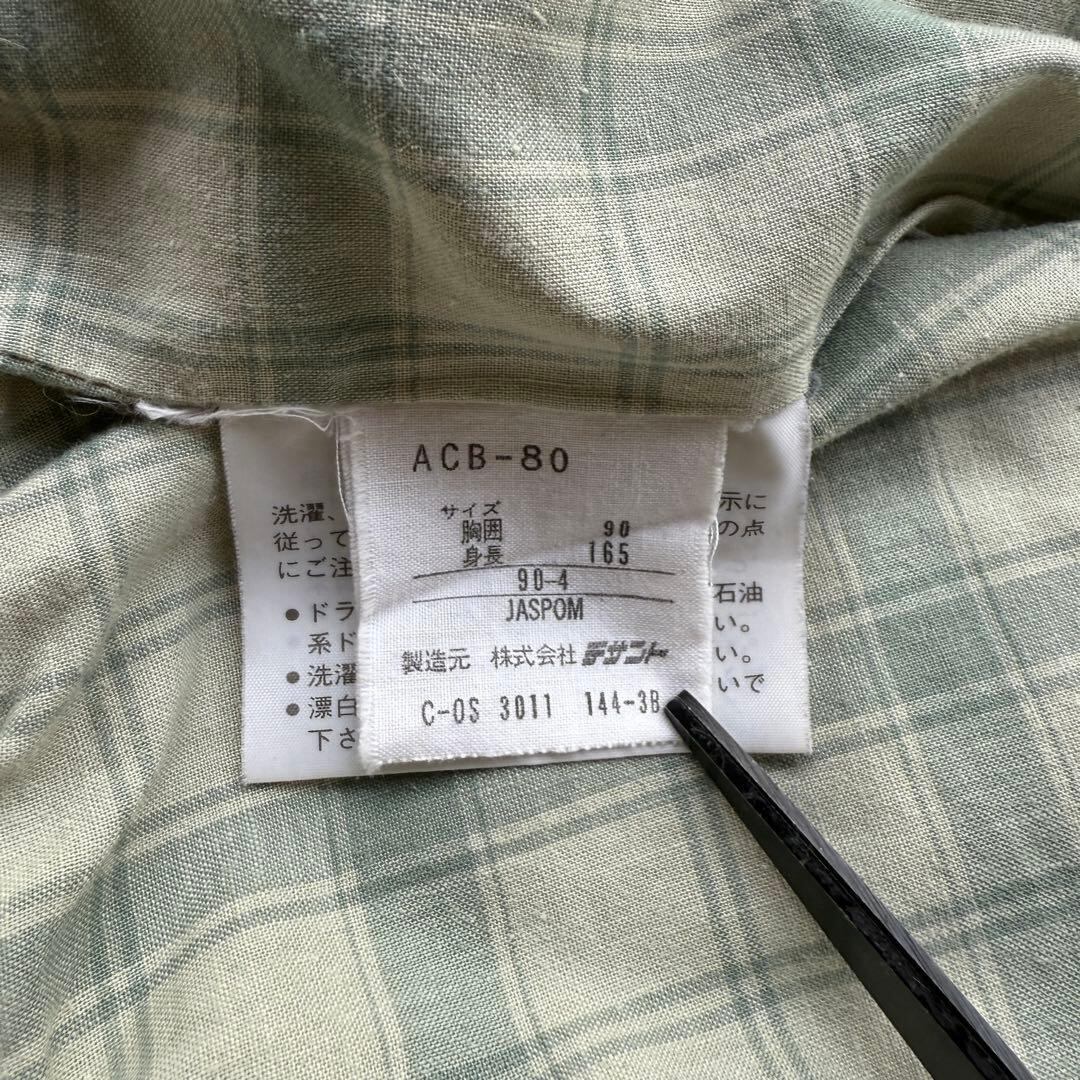 ACB-80
サイズ
胸囲 90
身長 165
90-4
JASPOM
製造元 株式会社デサント
C-OS 3011 144-3B
洗濯、
示に
従って
の点
にご注
●ドラ
石油
系ド
い。
●洗濯
い。
●漂白
いで
下さ